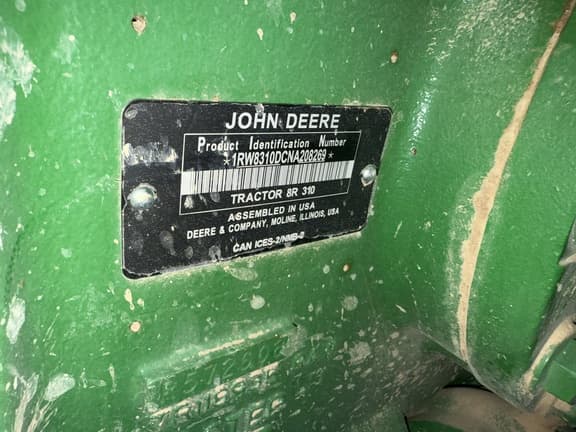 JOHN DEERE
Product Identification Number
*1RW8310DCNA208269*
TRACTOR 8R 310
ASSEMBLED IN USA
DEERE & COMPANY, MOLINE, ILLINOIS, USA
CAN ICES-2/NMB-2